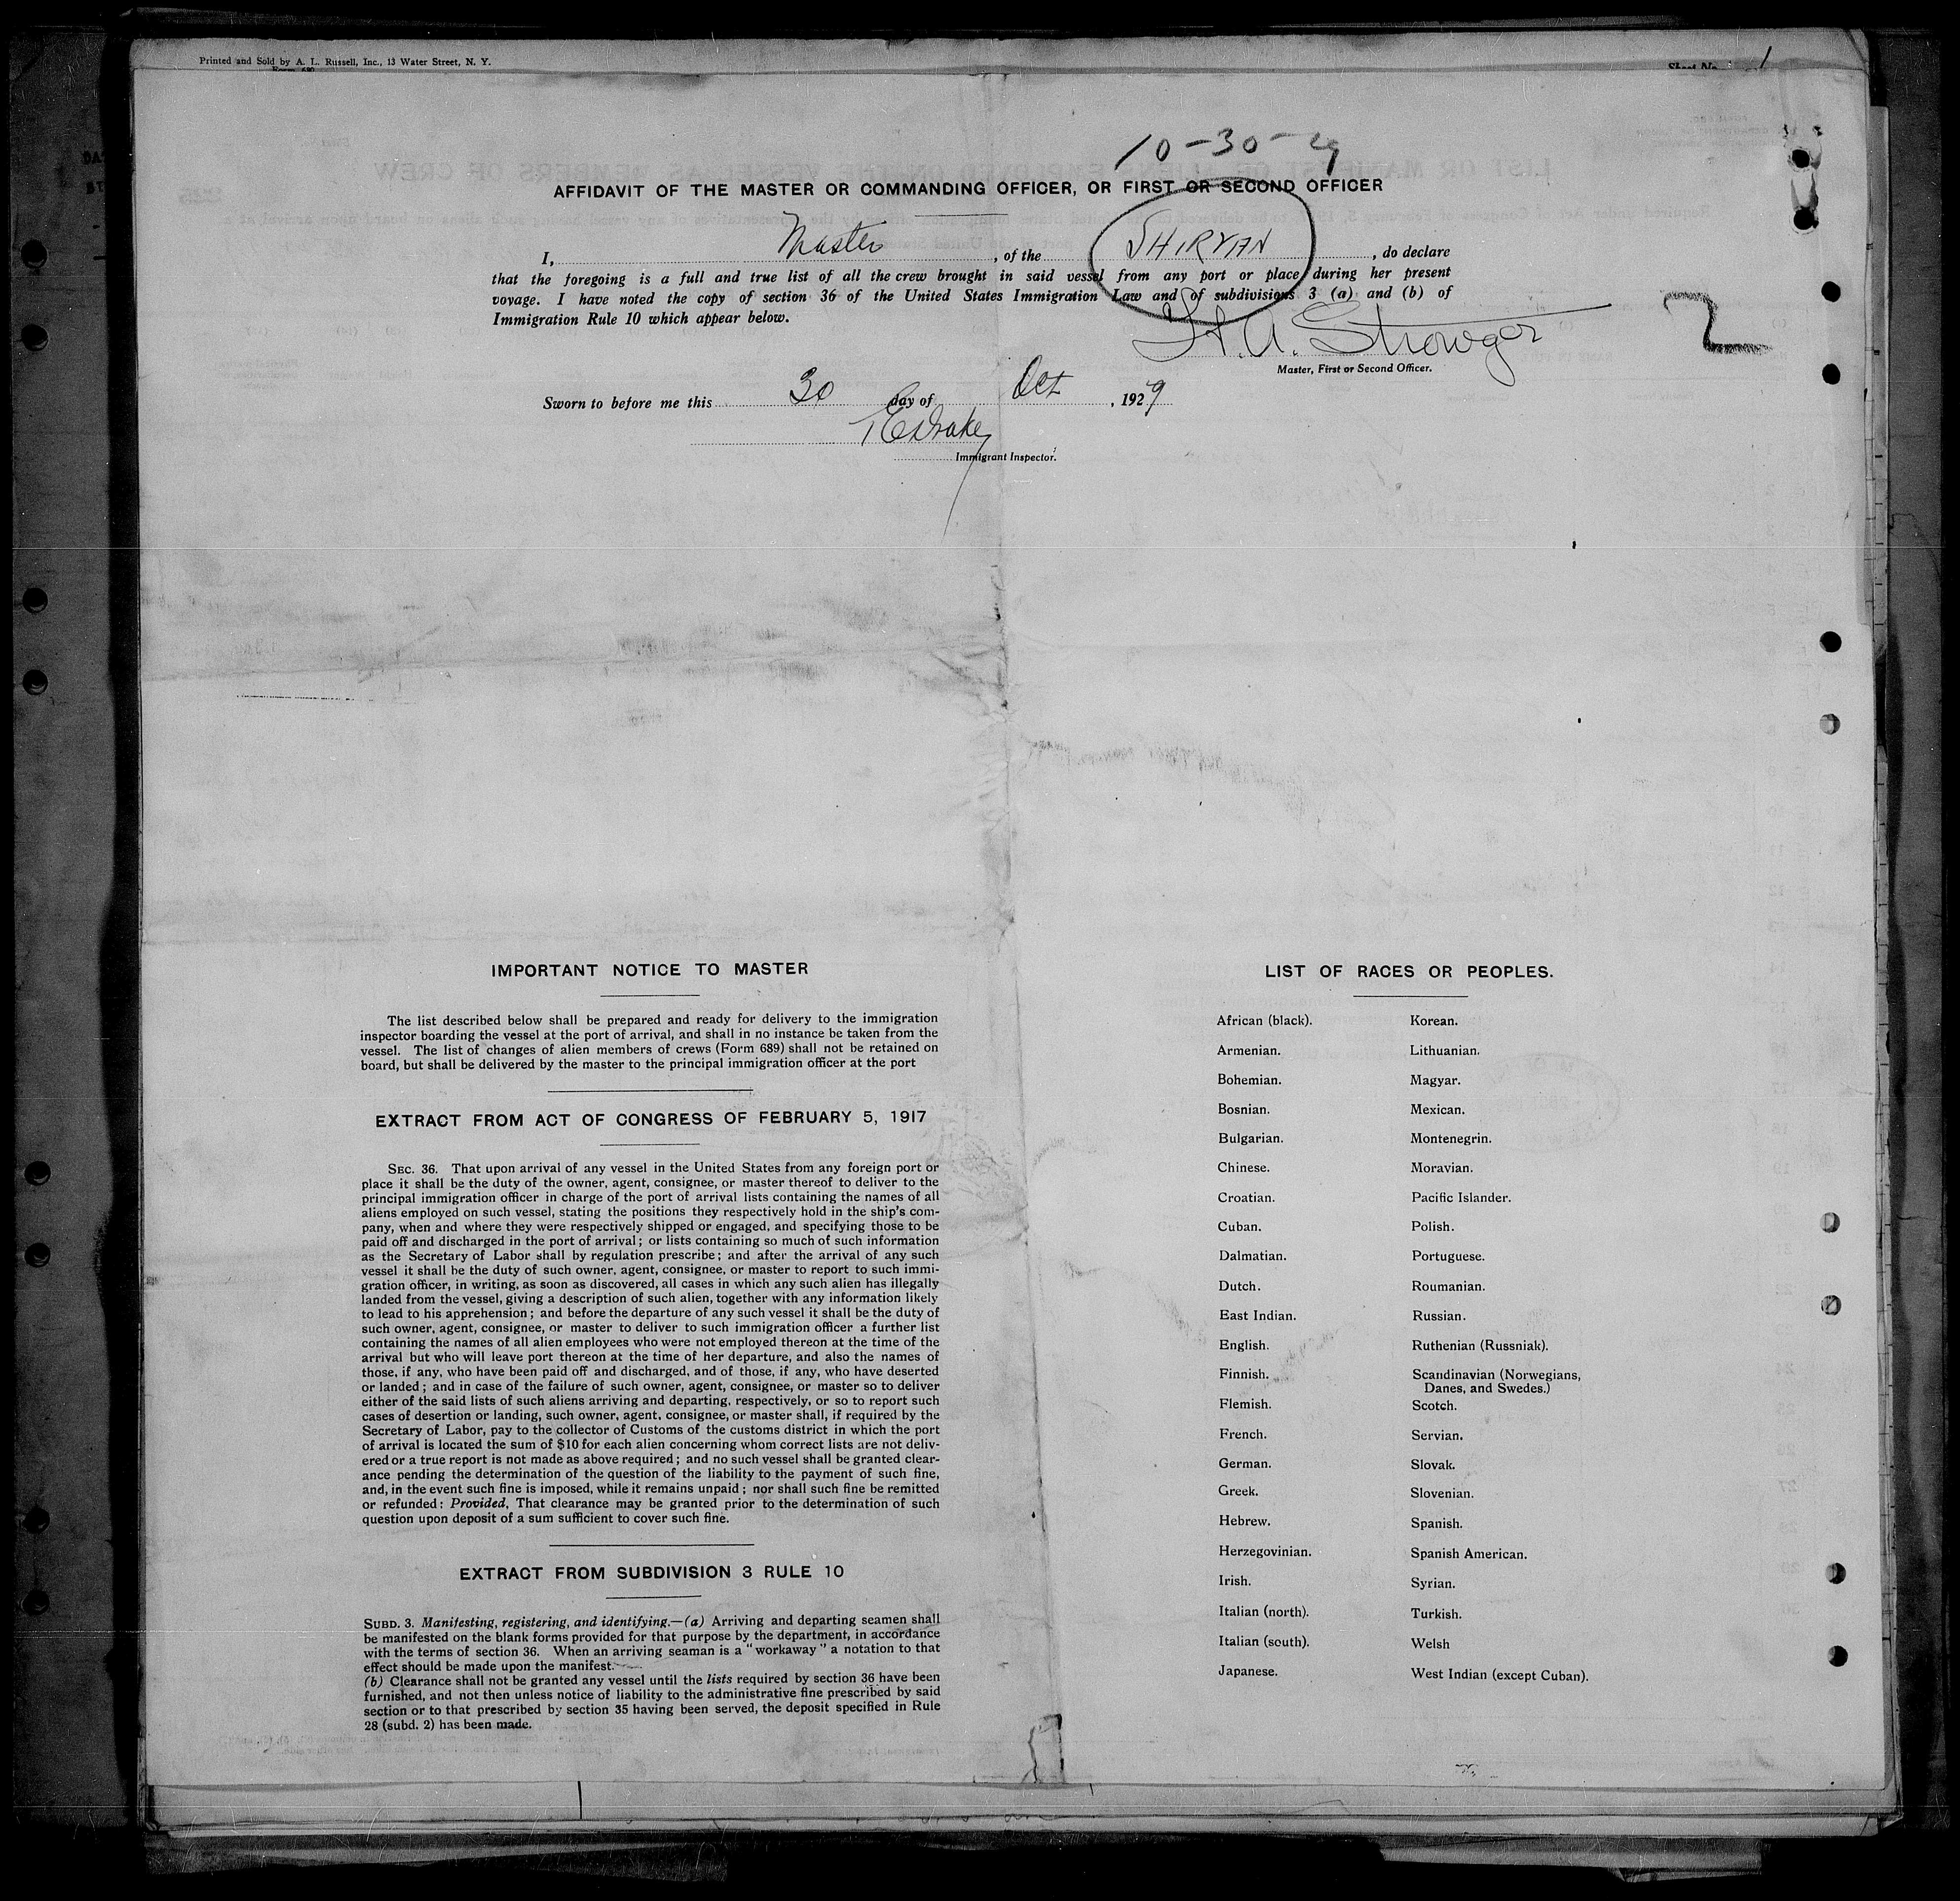 Printed and Sold by A. L. Russell, Inc., 13 Water Street, N. Y.
Form 689
Sheet No. 1
10-30-29
AFFIDAVIT OF THE MASTER OR COMMANDING OFFICER, OR FIRST OR SECOND OFFICER
I, Master, of the SHIRVAN, do declare
that the foregoing is a full and true list of all the crew brought in said vessel from any port or place during her present
voyage. I have noted the copy of section 36 of the United States Immigration Law and of subdivisions 3 (a) and (b) of
Immigration Rule 10 which appear below.
H. A. Strowger
2
Master, First or Second Officer.
Sworn to before me this 30 day of Oct, 1929
Drake
Immigrant Inspector.
IMPORTANT NOTICE TO MASTER
The list described below shall be prepared and ready for delivery to the immigration
inspector boarding the vessel at the port of arrival, and shall in no instance be taken from the
vessel. The list of changes of alien members of crews (Form 689) shall not be retained on
board, but shall be delivered by the master to the principal immigration officer at the port
EXTRACT FROM ACT OF CONGRESS OF FEBRUARY 5, 1917
SEC. 36. That upon arrival of any vessel in the United States from any foreign port or
place it shall be the duty of the owner, agent, consignee, or master thereof to deliver to the
principal immigration officer in charge of the port of arrival lists containing the names of all
aliens employed on such vessel, stating the positions they respectively hold in the ship's com-
pany, when and where they were respectively shipped or engaged, and specifying those to be
paid off and discharged in the port of arrival; or lists containing so much of such information
as the Secretary of Labor shall by regulation prescribe; and after the arrival of any such
vessel it shall be the duty of such owner, agent, consignee, or master to report to such immi-
gration officer, in writing, as soon as discovered, all cases in which any such alien has illegally
landed from the vessel, giving a description of such alien, together with any information likely
to lead to his apprehension; and before the departure of any such vessel it shall be the duty of
such owner, agent, consignee, or master to deliver to such immigration officer a further list
containing the names of all alien employees who were not employed thereon at the time of the
arrival but who will leave port thereon at the time of her departure, and also the names of
those, if any, who have been paid off and discharged, and of those, if any, who have deserted
or landed; and in case of the failure of such owner, agent, consignee, or master so to deliver
either of the said lists of such aliens arriving and departing, respectively, or so to report such
cases of desertion or landing, such owner, agent, consignee, or master shall, if required by the
Secretary of Labor, pay to the collector of Customs of the customs district in which the port
of arrival is located the sum of $10 for each alien concerning whom correct lists are not deliv-
ered or a true report is not made as above required; and no such vessel shall be granted clear-
ance pending the determination of the question of the liability to the payment of such fine,
and, in the event such fine is imposed, while it remains unpaid; nor shall such fine be remitted
or refunded: Provided, That clearance may be granted prior to the determination of such
question upon deposit of a sum sufficient to cover such fine.
EXTRACT FROM SUBDIVISION 3 RULE 10
SUBD. 3. Manifesting, registering, and identifying.—(a) Arriving and departing seamen shall
be manifested on the blank forms provided for that purpose by the department, in accordance
with the terms of section 36. When an arriving seaman is a "workaway" a notation to that
effect should be made upon the manifest.
(b) Clearance shall not be granted any vessel until the lists required by section 36 have been
furnished, and not then unless notice of liability to the administrative fine prescribed by said
section or to that prescribed by section 35 having been served, the deposit specified in Rule
28 (subd. 2) has been made.
LIST OF RACES OR PEOPLES.
African (black).
Armenian.
Bohemian.
Bosnian.
Bulgarian.
Chinese.
Croatian.
Cuban.
Dalmatian.
Dutch.
East Indian.
English.
Finnish.
Flemish.
French.
German.
Greek.
Hebrew.
Herzegovinian.
Irish.
Italian (north).
Italian (south).
Japanese.
Korean.
Lithuanian.
Magyar.
Mexican.
Montenegrin.
Moravian.
Pacific Islander.
Polish.
Portuguese.
Roumanian.
Russian.
Ruthenian (Russniak).
Scandinavian (Norwegians,
Danes, and Swedes.)
Scotch.
Servian.
Slovak.
Slovenian.
Spanish.
Spanish American.
Syrian.
Turkish.
Welsh
West Indian (except Cuban).